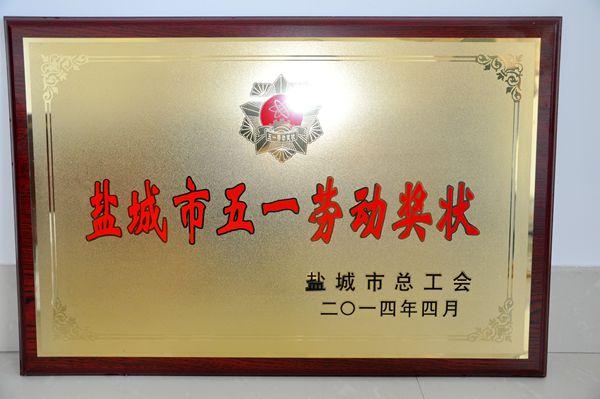 盐城市五一劳动奖状
盐城市总工会
二〇一四年四月